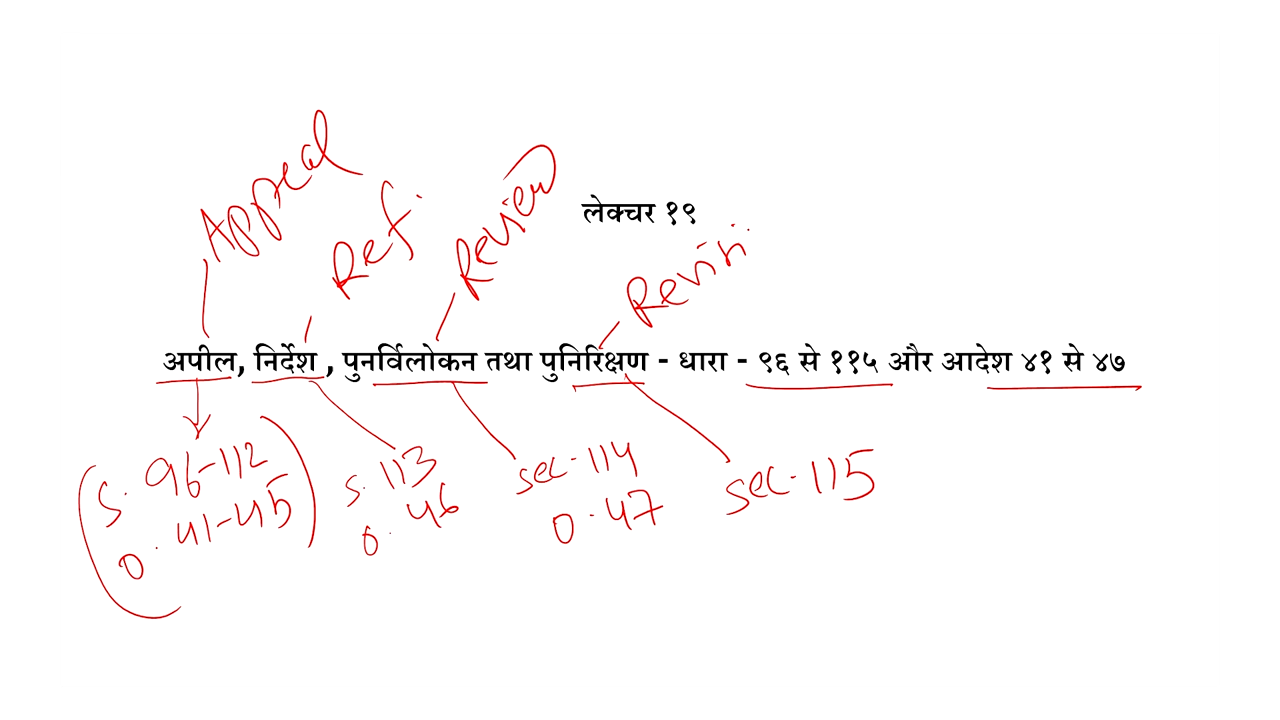 Appeal
Ref.
Review
लेक्चर १९
Revisi
अपील, निर्देश , पुनर्विलोकन तथा पुनिरिक्षण - धारा - ९६ से ११५ और आदेश ४१ से ४७
S. 96-112
O. 41-45
S. 113
O. 46
Sec. 114
O. 47
Sec. 115